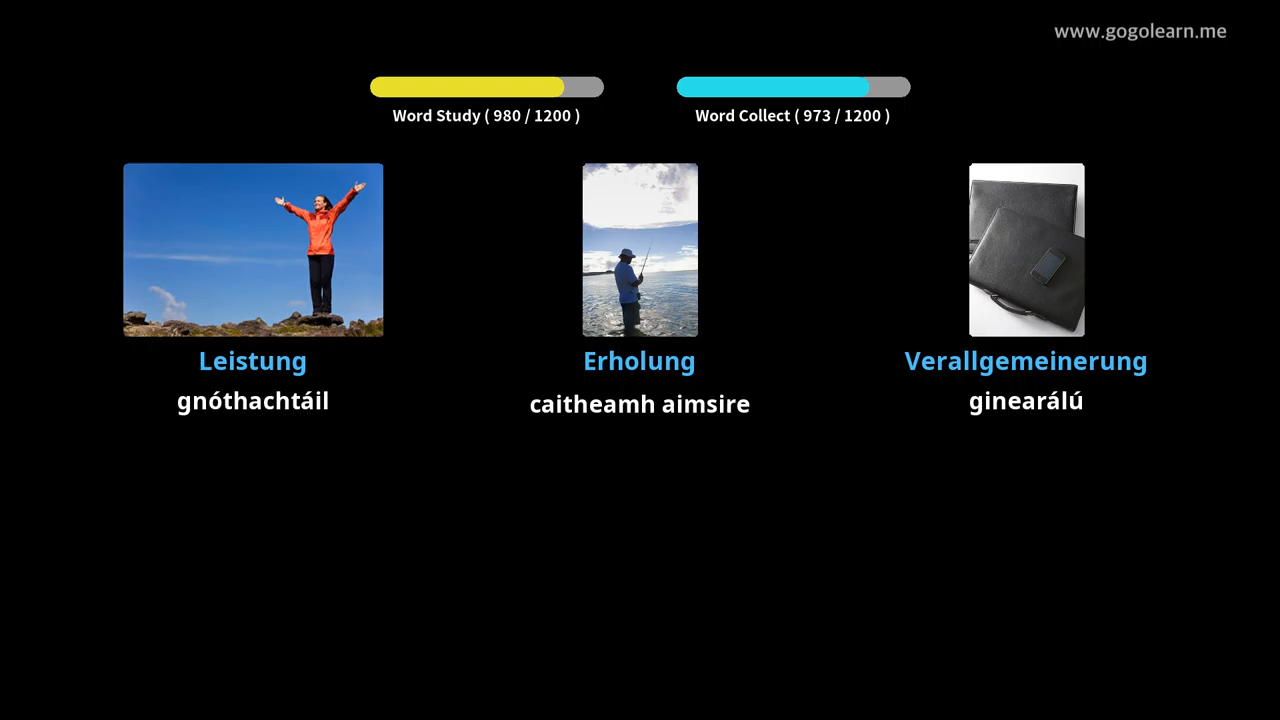 www.gogolearn.me
Word Study ( 980 / 1200 )
Word Collect ( 973 / 1200 )
Leistung
Erholung
Verallgemeinerung
gnóthachtáil
caitheamh aimsire
ginearálú